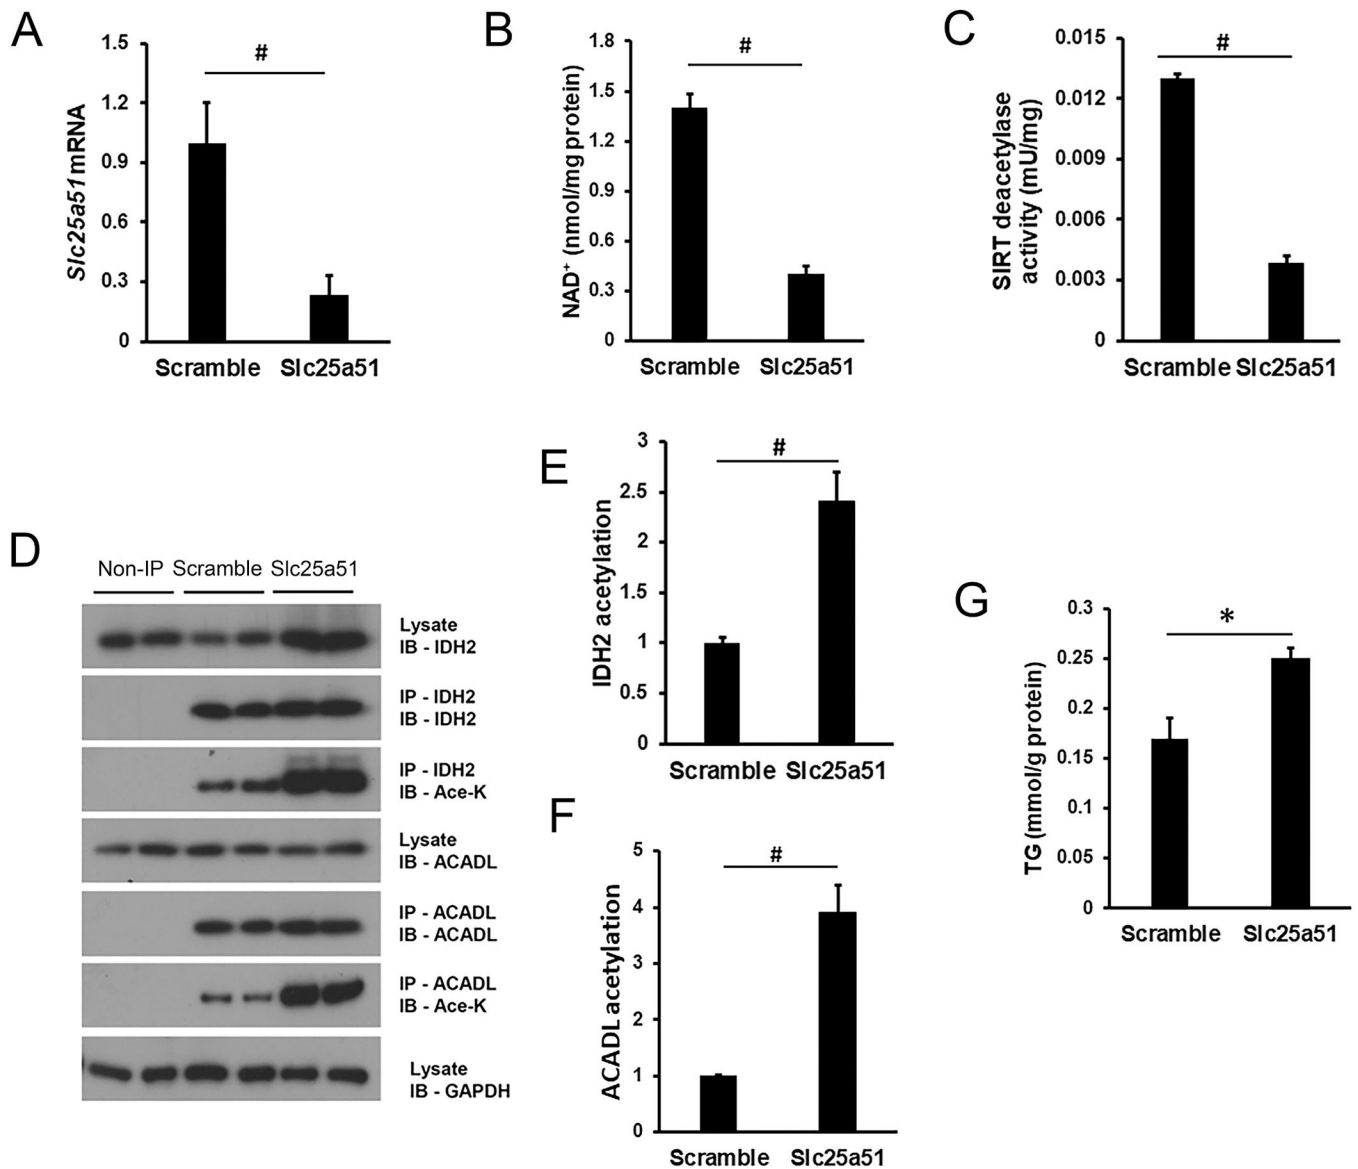 A
#
1.5
1.2
0.9
0.6
0.3
0
Slc25a51 mRNA
Scramble Slc25a51
B
#
1.8
1.5
1.2
0.9
0.6
0.3
0
NAD+ (nmol/mg protein)
Scramble Slc25a51
C
#
0.015
0.012
0.009
0.006
0.003
0
SIRT deacetylase
activity (mU/mg)
Scramble Slc25a51
D
Non-IP Scramble Slc25a51
Lysate
IB - IDH2
IP - IDH2
IB - IDH2
IP - IDH2
IB - Ace-K
Lysate
IB - ACADL
IP - ACADL
IB - ACADL
IP - ACADL
IB - Ace-K
Lysate
IB - GAPDH
E
#
3
2.5
2
1.5
1
0.5
0
IDH2 acetylation
Scramble Slc25a51
F
#
5
4
3
2
1
0
ACADL acetylation
Scramble Slc25a51
G
*
0.3
0.25
0.2
0.15
0.1
0.05
0
TG (mmol/g protein)
Scramble Slc25a51